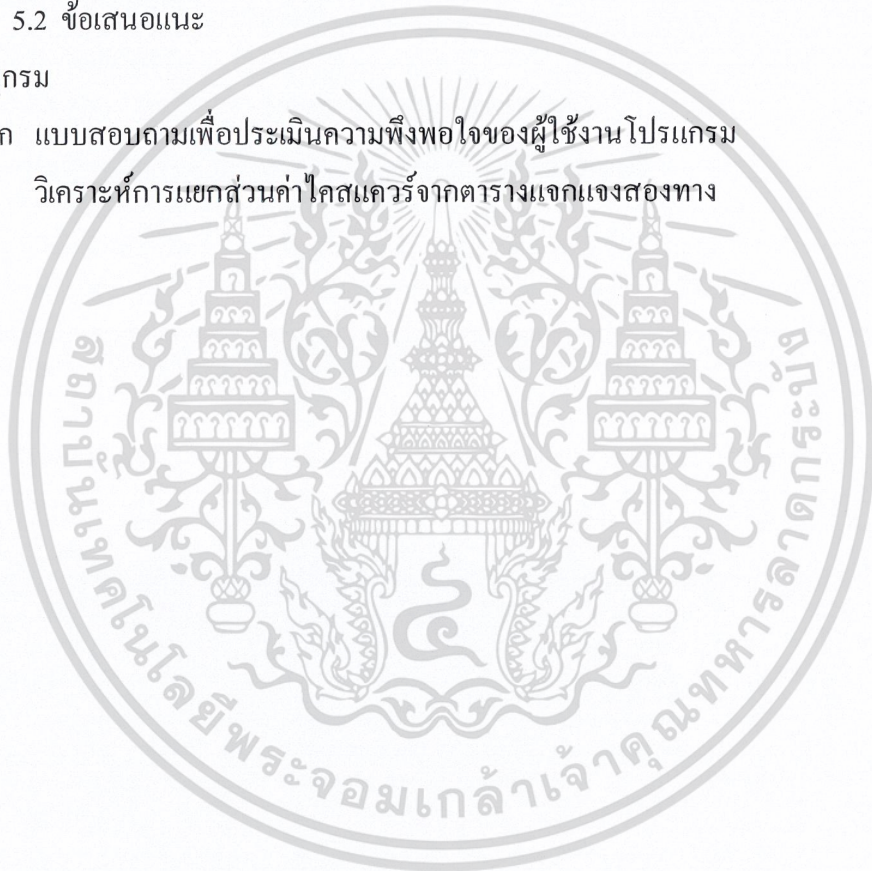 5.2 ข้อเสนอแนะ
กรม
ก แบบสอบถามเพื่อประเมินความพึงพอใจของผู้ใช้งานโปรแกรม
วิเคราะห์การแยกส่วนค่าไคสแควร์จากตารางแจกแจงสองทาง
สถาบันเทคโนโลยีพระจอมเกล้าเจ้าคุณทหารลาดกระบัง